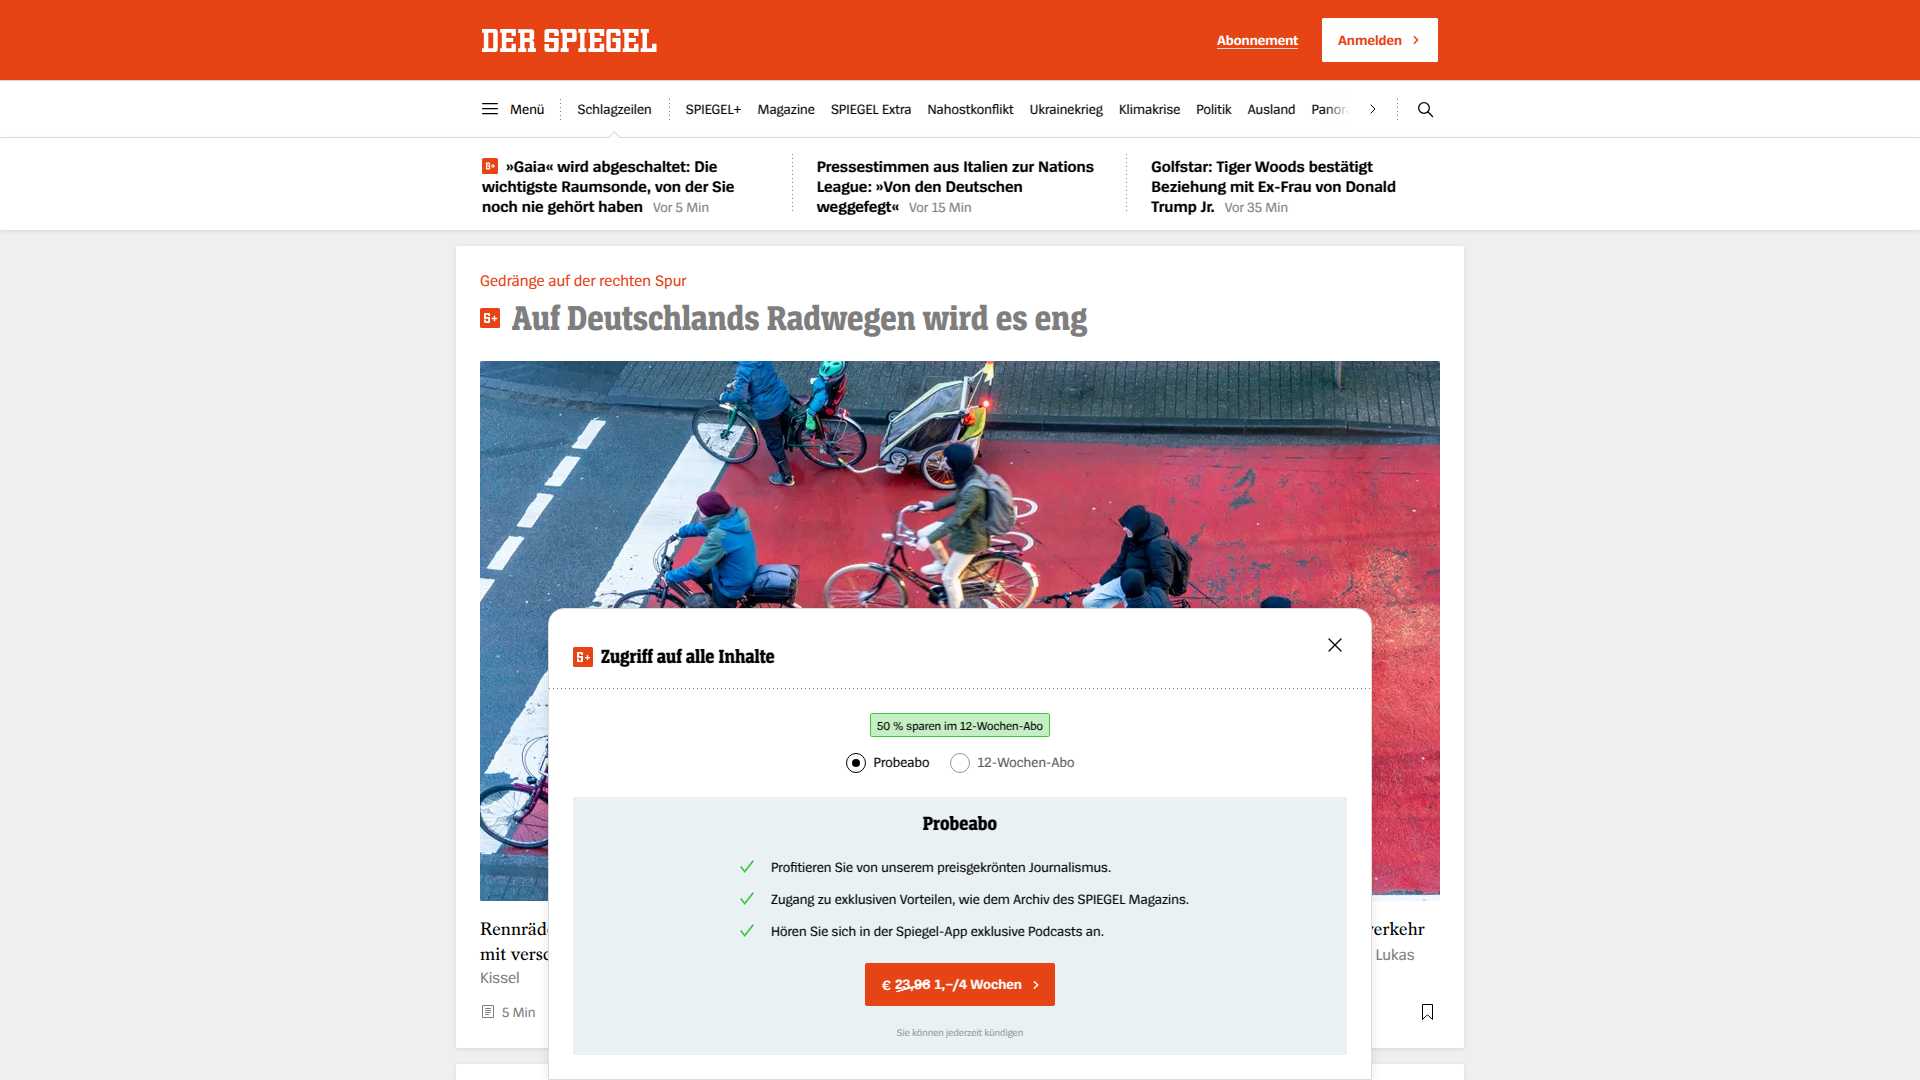 DER SPIEGEL
Abonnement
Anmelden
Menü
Schlagzeilen
SPIEGEL+
Magazine
SPIEGEL Extra
Nahostkonflikt
Ukrainekrieg
Klimakrise
Politik
Ausland
»Gaia« wird abgeschaltet: Die
wichtigste Raumsonde, von der Sie
noch nie gehört haben Vor 5 Min
Pressestimmen aus Italien zur Nations
League: »Von den Deutschen
weggefegt« Vor 15 Min
Golfstar: Tiger Woods bestätigt
Beziehung mit Ex-Frau von Donald
Trump Jr. Vor 35 Min
Gedränge auf der rechten Spur
S+ Auf Deutschlands Radwegen wird es eng
S+ Zugriff auf alle Inhalte
50 % sparen im 12-Wochen-Abo
Probeabo
12-Wochen-Abo
Probeabo
Profitieren Sie von unserem preisgekrönten Journalismus.
Zugang zu exklusiven Vorteilen, wie dem Archiv des SPIEGEL Magazins.
Hören Sie sich in der Spiegel-App exklusive Podcasts an.
€ 23,96 1,–/4 Wochen
Sie können jederzeit kündigen
mit
Lukas
Kissel
5 Min